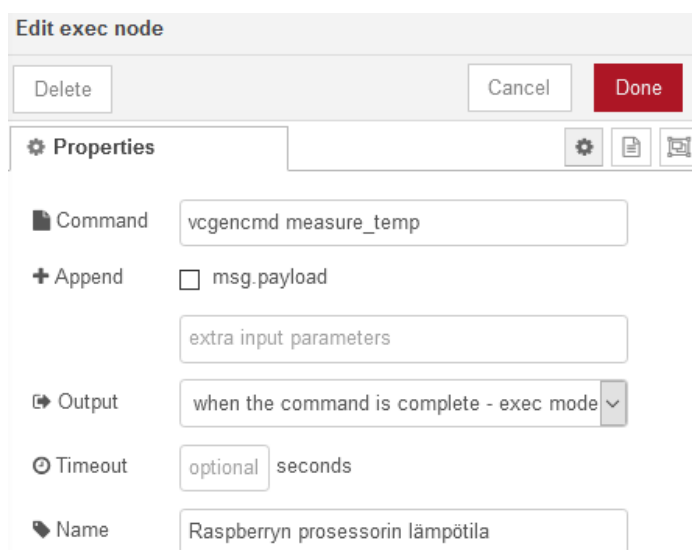 Edit exec node
Delete Cancel Done
Properties
Command vcgencmd measure_temp
Append msg.payload
extra input parameters
Output when the command is complete - exec mode
Timeout optional seconds
Name Raspberryn prosessorin lämpötila